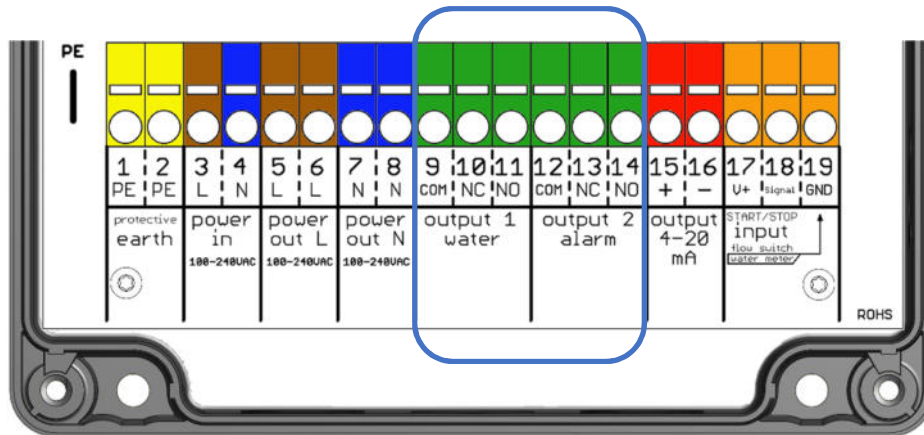 PE
1 2 3 4 5 6 7 8 9 10 11 12 13 14 15 16 17 18 19
PE PE L N L L N N COM NC NO COM NC NO + - V+ Signal GND
protective earth
power in
100-240VAC
power out L
100-240VAC
power out N
100-240VAC
output 1
water
output 2
alarm
output
4-20
mA
START/STOP
input
flow switch
water meter
ROHS